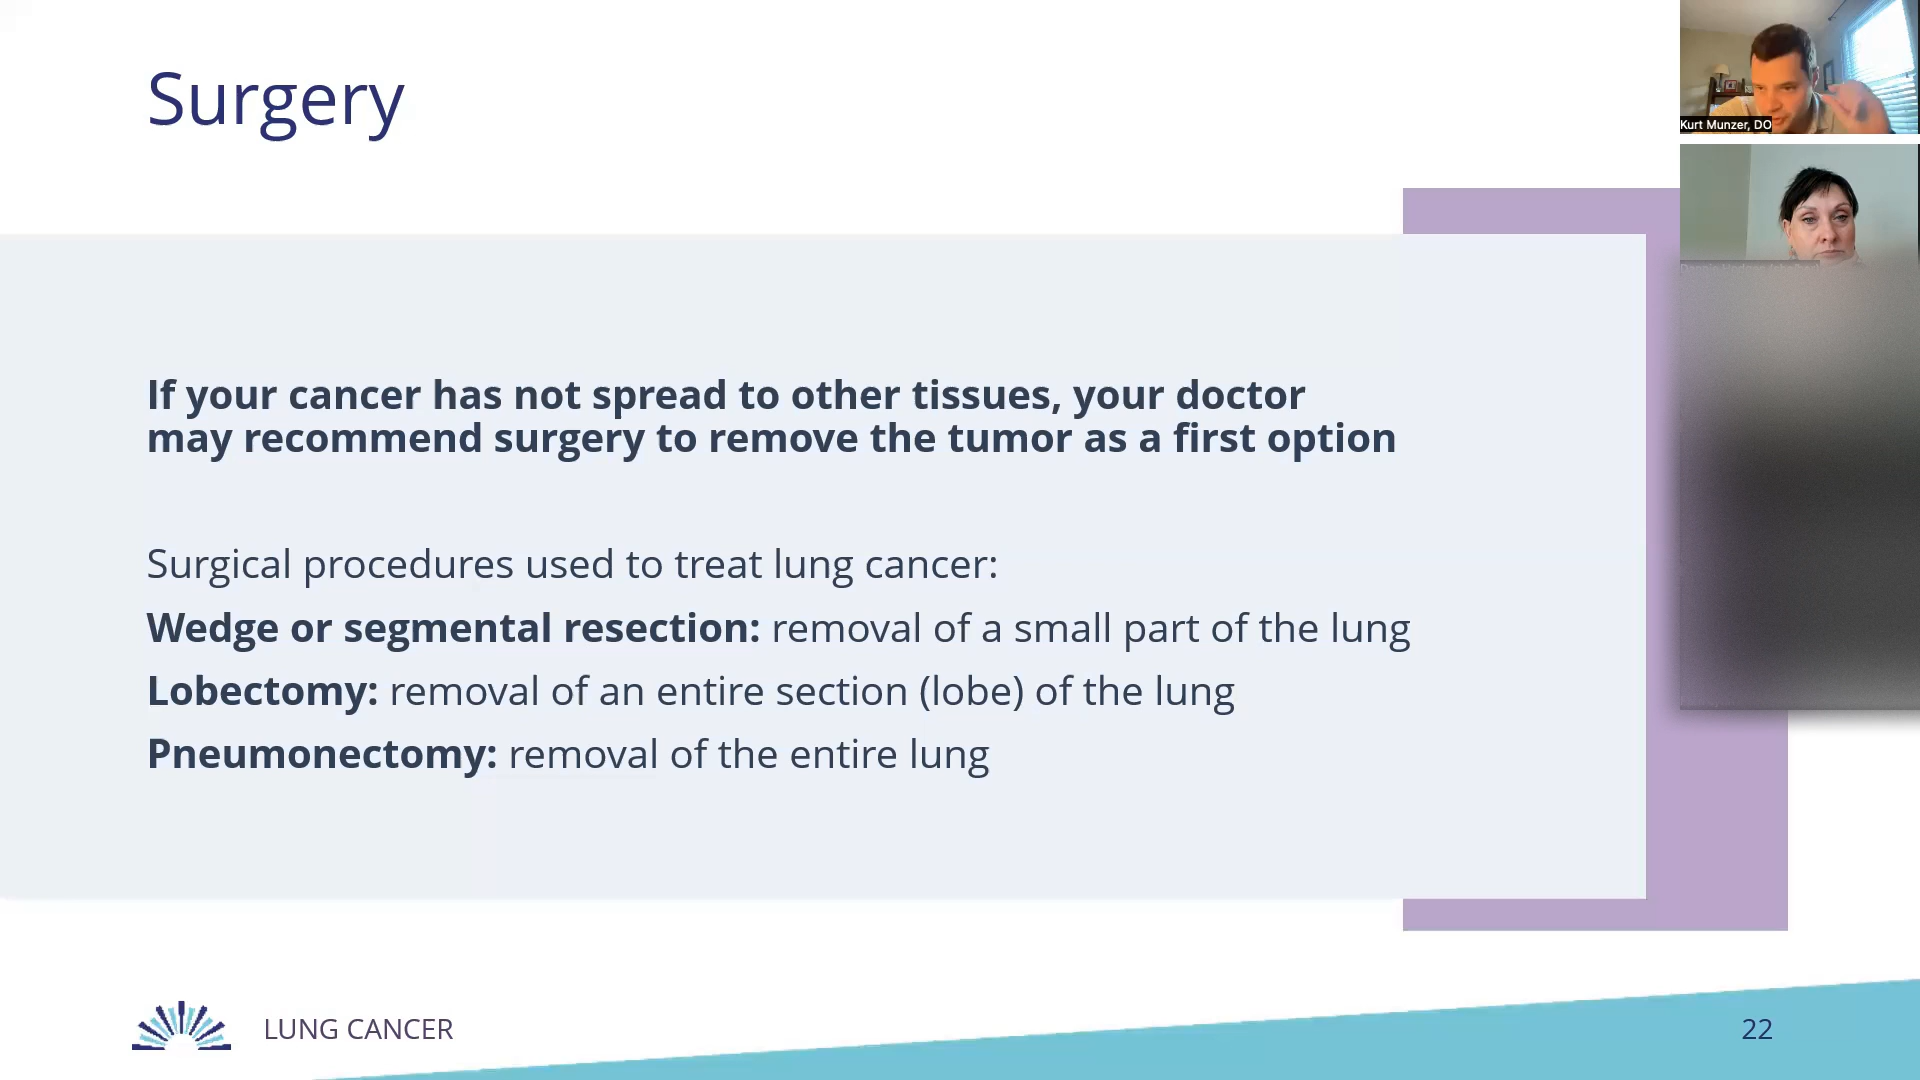 Surgery
Kurt Munzer, DO
If your cancer has not spread to other tissues, your doctor
may recommend surgery to remove the tumor as a first option
Surgical procedures used to treat lung cancer:
Wedge or segmental resection: removal of a small part of the lung
Lobectomy: removal of an entire section (lobe) of the lung
Pneumonectomy: removal of the entire lung
LUNG CANCER
22